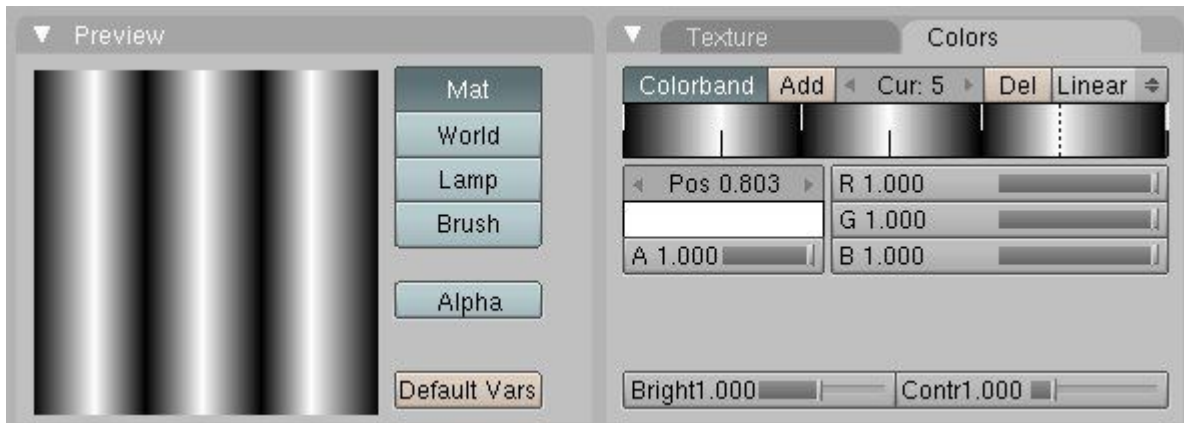 Preview
Mat
World
Lamp
Brush
Alpha
Default Vars
Texture Colors
Colorband Add Cur: 5 Del Linear
Pos 0.803 R 1.000
G 1.000
A 1.000 B 1.000
Bright1.000 Contr1.000